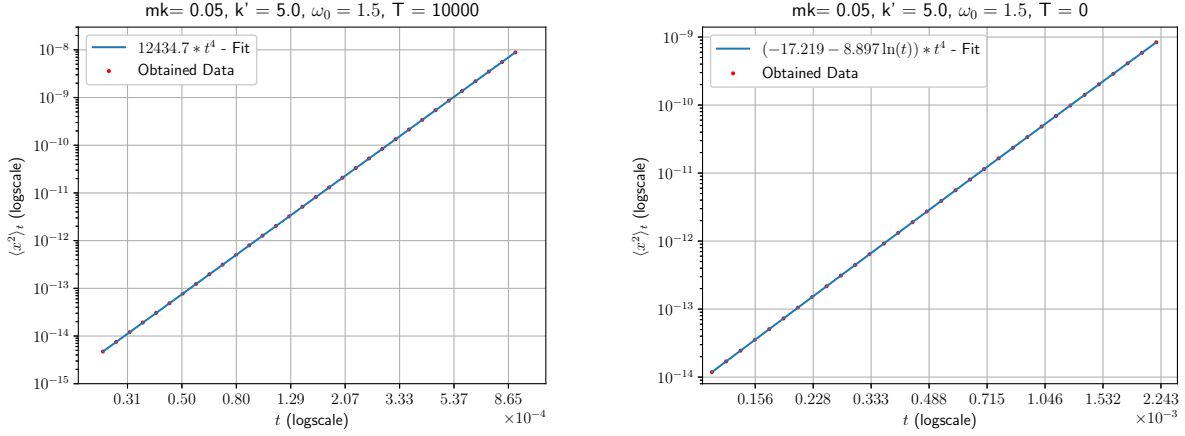 mk= 0.05, k' = 5.0, ω₀ = 1.5, T = 10000
12434.7 * t⁴ - Fit
Obtained Data
10⁻⁸
10⁻⁹
10⁻¹⁰
10⁻¹¹
10⁻¹²
10⁻¹³
10⁻¹⁴
10⁻¹⁵
⟨x²⟩ₜ (logscale)
0.31 0.50 0.80 1.29 2.07 3.33 5.37 8.65
×10⁻⁴
t (logscale)
mk= 0.05, k' = 5.0, ω₀ = 1.5, T = 0
(−17.219 − 8.897 ln(t)) * t⁴ - Fit
Obtained Data
10⁻⁹
10⁻¹⁰
10⁻¹¹
10⁻¹²
10⁻¹³
10⁻¹⁴
⟨x²⟩ₜ (logscale)
0.156 0.228 0.333 0.488 0.715 1.046 1.532 2.243
×10⁻³
t (logscale)